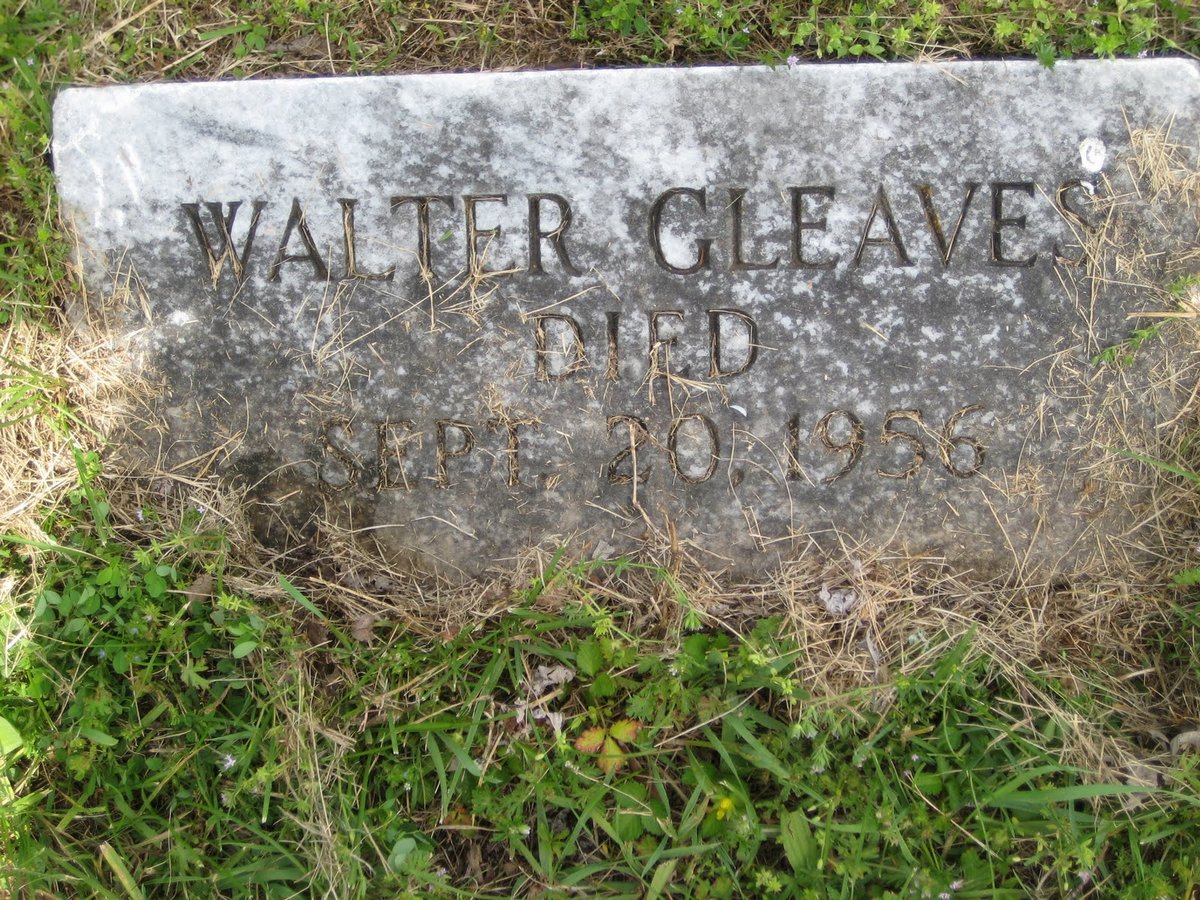 WALTER GLEAVES
DIED
SEPT. 20, 1956